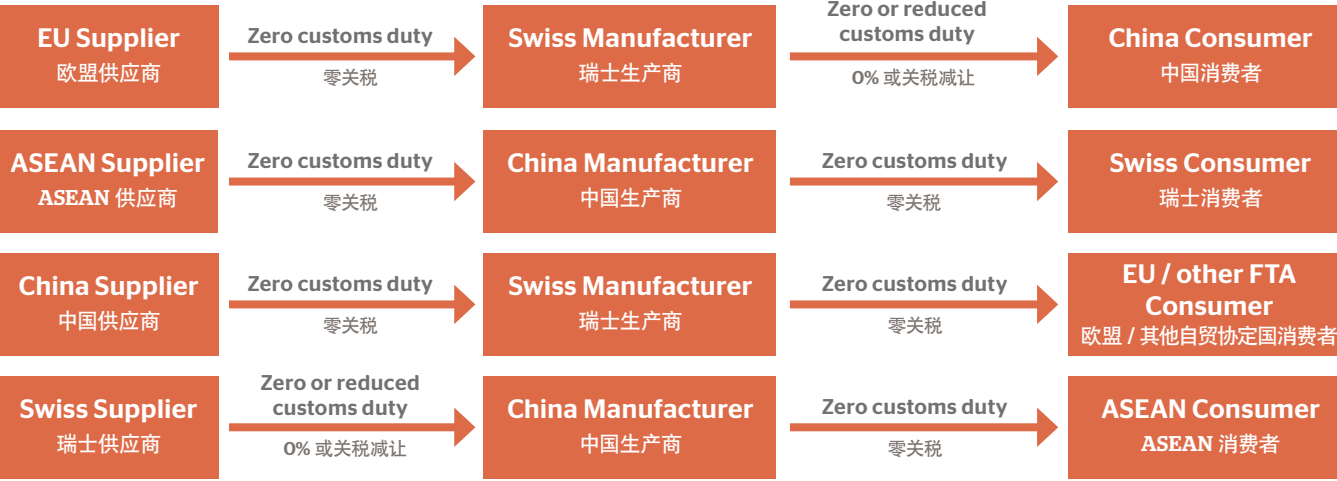 EU Supplier
欧盟供应商
Zero customs duty
零关税
Swiss Manufacturer
瑞士生产商
Zero or reduced
customs duty
0% 或关税减让
China Consumer
中国消费者
ASEAN Supplier
ASEAN 供应商
Zero customs duty
零关税
China Manufacturer
中国生产商
Zero customs duty
零关税
Swiss Consumer
瑞士消费者
China Supplier
中国供应商
Zero customs duty
零关税
Swiss Manufacturer
瑞士生产商
Zero customs duty
零关税
EU / other FTA
Consumer
欧盟 / 其他自贸协定国消费者
Swiss Supplier
瑞士供应商
Zero or reduced
customs duty
0% 或关税减让
China Manufacturer
中国生产商
Zero customs duty
零关税
ASEAN Consumer
ASEAN 消费者